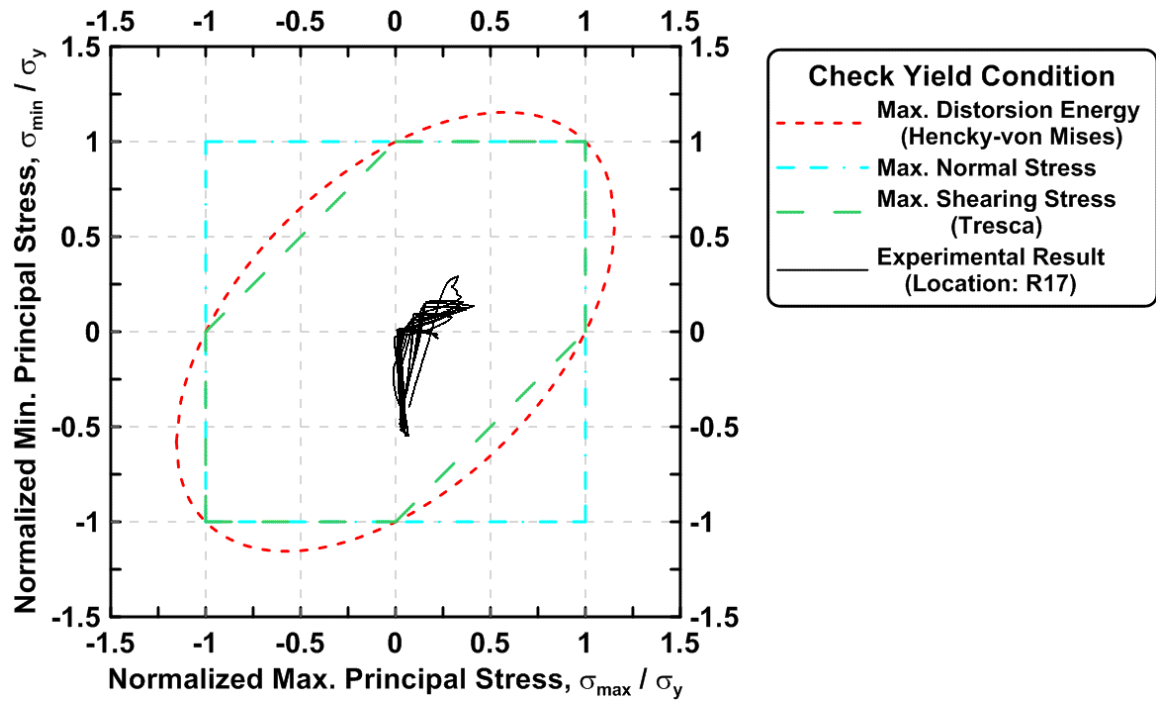 -1.5 -1 -0.5 0 0.5 1 1.5
1.5 1.5
1 1
0.5 0.5
0 0
-0.5 -0.5
-1 -1
-1.5 -1.5
-1.5 -1 -0.5 0 0.5 1 1.5
Normalized Max. Principal Stress, σmax / σy
Normalized Min. Principal Stress, σmin / σy
Check Yield Condition
Max. Distorsion Energy
(Hencky-von Mises)
Max. Normal Stress
Max. Shearing Stress
(Tresca)
Experimental Result
(Location: R17)